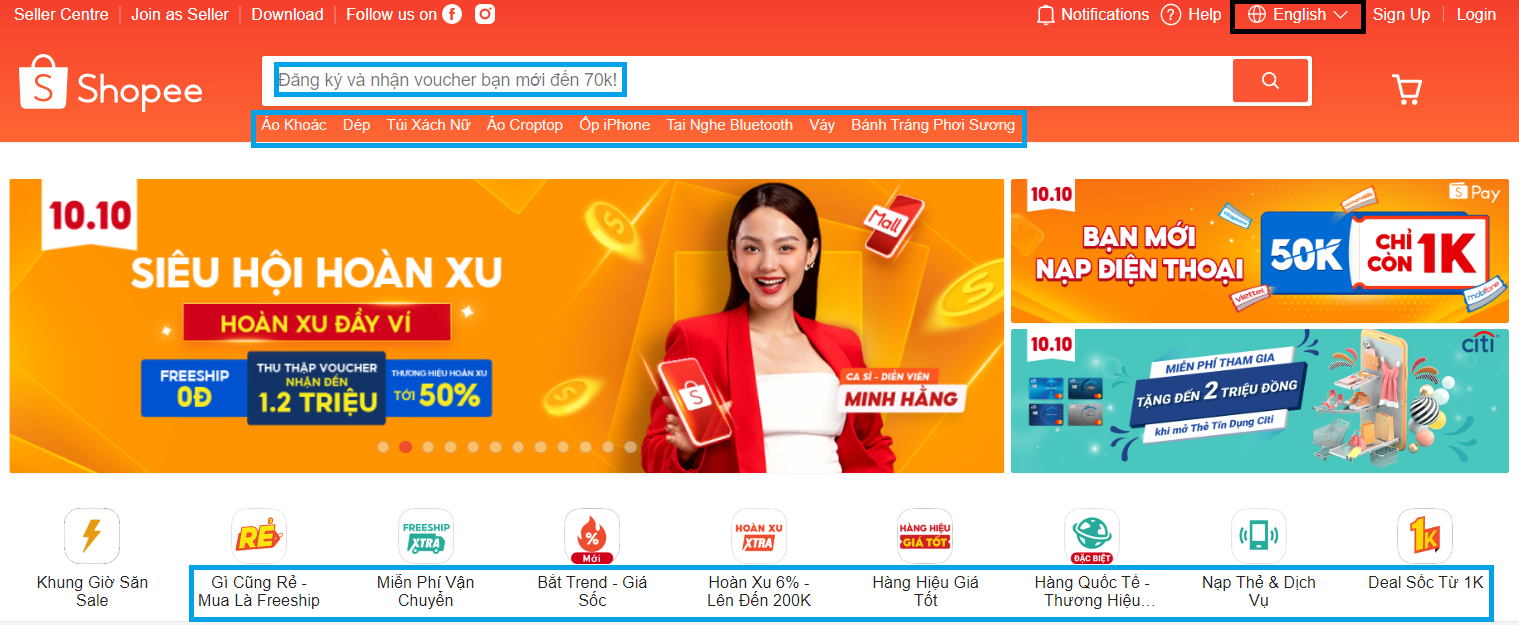 Seller Centre Join as Seller Download Follow us on
Notifications Help English Sign Up Login
Shopee
Đăng ký và nhận voucher bạn mới đến 70k!
Áo Khoác Dép Túi Xách Nữ Áo Croptop Ốp iPhone Tai Nghe Bluetooth Váy Bánh Tráng Phơi Sương
10.10
SIÊU HỘI HOÀN XU
HOÀN XU ĐẦY VÍ
FREESHIP
0Đ
THU THẬP VOUCHER
NHẬN ĐẾN
1.2 TRIỆU
THƯƠNG HIỆU HOÀN XU
TỚI 50%
Mall
CA SĨ - DIỄN VIÊN
MINH HẰNG
10.10
Pay
BẠN MỚI
NẠP ĐIỆN THOẠI
50K
CHỈ
CÒN 1K
viettel
mobifone
10.10
citi
MIỄN PHÍ THAM GIA
TẶNG ĐẾN 2 TRIỆU ĐỒNG
khi mở Thẻ Tín Dụng Citi
RẺ
FREESHIP
XTRA
%
Mới
HOÀN XU
XTRA
HÀNG HIỆU
GIÁ TỐT
ĐẶC BIỆT
1K
Khung Giờ Săn
Sale
Gì Cũng Rẻ -
Mua Là Freeship
Miễn Phí Vận
Chuyển
Bắt Trend - Giá
Sốc
Hoàn Xu 6% -
Lên Đến 200K
Hàng Hiệu Giá
Tốt
Hàng Quốc Tế -
Thương Hiệu...
Nạp Thẻ & Dịch
Vụ
Deal Sốc Từ 1K